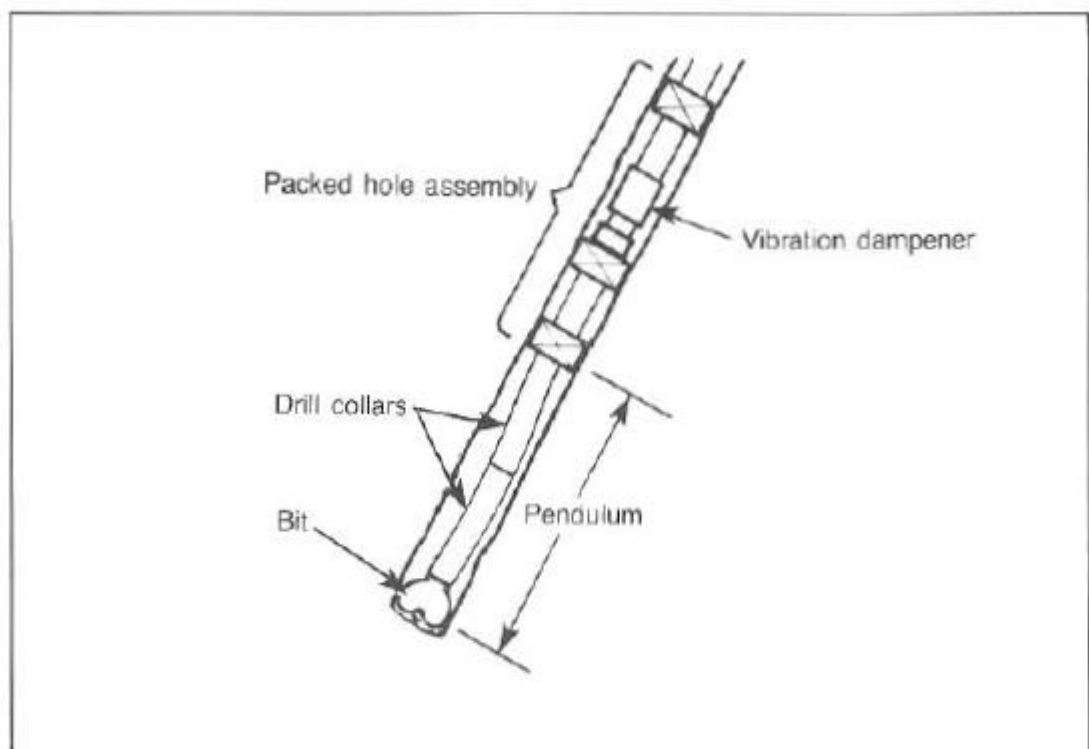 Packed hole assembly
Vibration dampener
Drill collars
Pendulum
Bit